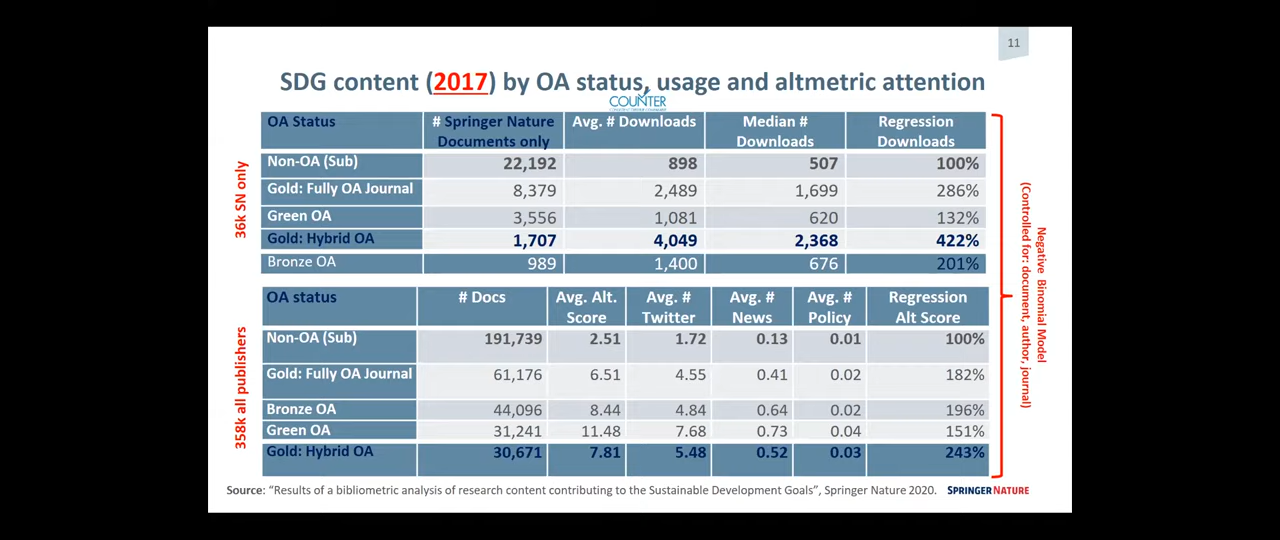 11
SDG content (2017) by OA status, usage and altmetric attention
COUNTER
OA Status # Springer Nature Documents only Avg. # Downloads Median # Downloads Regression Downloads
Non-OA (Sub) 22,192 898 507 100%
Gold: Fully OA Journal 8,379 2,489 1,699 286%
Green OA 3,556 1,081 620 132%
Gold: Hybrid OA 1,707 4,049 2,368 422%
Bronze OA 989 1,400 676 201%
36k SN only
OA status # Docs Avg. Alt. Score Avg. # Twitter Avg. # News Avg. # Policy Regression Alt Score
Non-OA (Sub) 191,739 2.51 1.72 0.13 0.01 100%
Gold: Fully OA Journal 61,176 6.51 4.55 0.41 0.02 182%
Bronze OA 44,096 8.44 4.84 0.64 0.02 196%
Green OA 31,241 11.48 7.68 0.73 0.04 151%
Gold: Hybrid OA 30,671 7.81 5.48 0.52 0.03 243%
358k all publishers
Negative Binomial Model
(Controlled for: document, author, journal)
Source: “Results of a bibliometric analysis of research content contributing to the Sustainable Development Goals”, Springer Nature 2020. SPRINGER NATURE